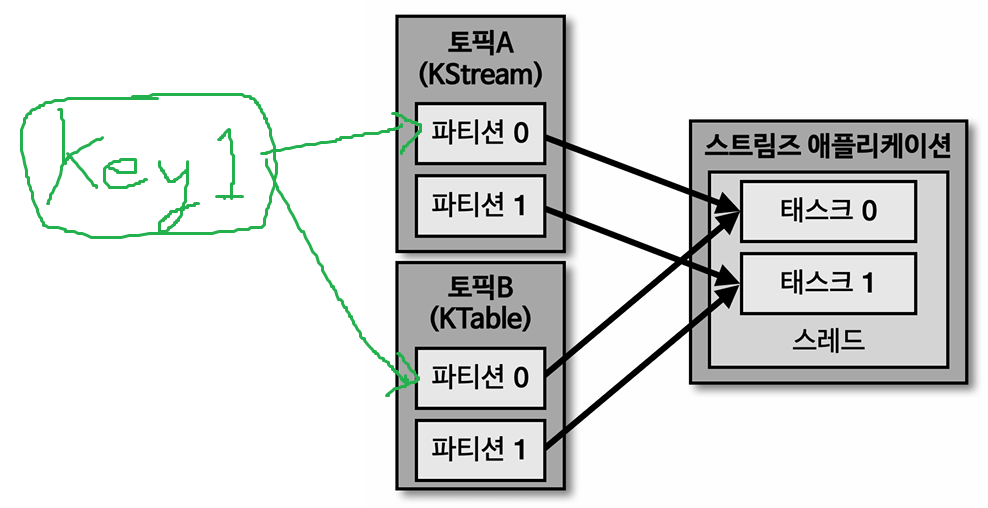 key 1
토픽A
(KStream)
파티션 0
파티션 1
토픽B
(KTable)
파티션 0
파티션 1
스트림즈 애플리케이션
태스크 0
태스크 1
스레드